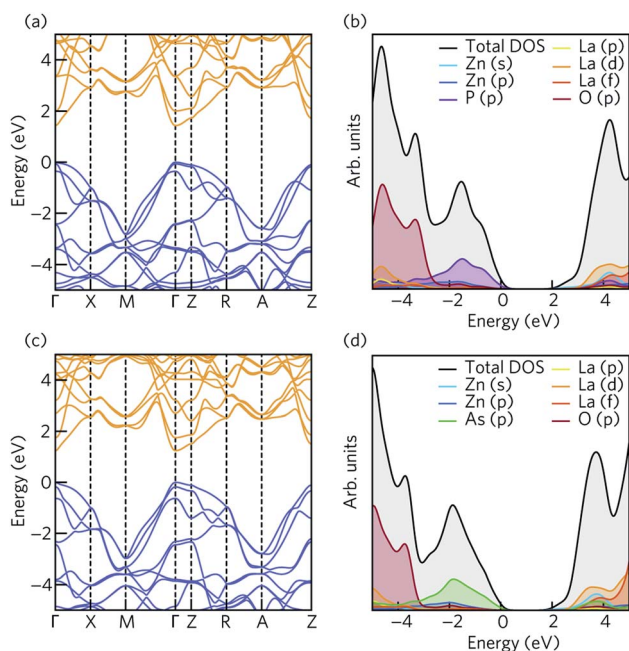 (a)
Energy (eV)
4
2
0
−2
−4
Γ X M Γ Z R A Z
(b)
Total DOS
Zn (s)
Zn (p)
P (p)
La (p)
La (d)
La (f)
O (p)
Arb. units
−4 −2 0 2 4
Energy (eV)
(c)
Energy (eV)
4
2
0
−2
−4
Γ X M Γ Z R A Z
(d)
Total DOS
Zn (s)
Zn (p)
As (p)
La (p)
La (d)
La (f)
O (p)
Arb. units
−4 −2 0 2 4
Energy (eV)